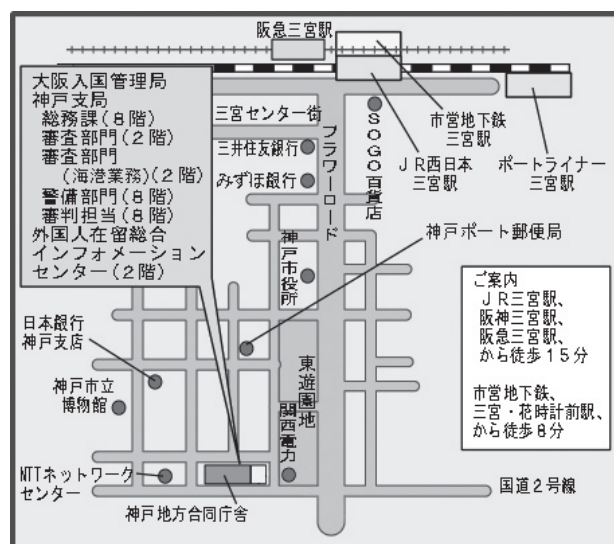 阪急三宮駅
大阪入国管理局
神戸支局
総務課(8階)
審査部門(2階)
審査部門
(海港業務)(2階)
警備部門(8階)
審判担当(8階)
外国人在留総合
インフォメーション
センター(2階)
三宮センター街
三井住友銀行
みずほ銀行
フラワーロード
SOGO百貨店
市営地下鉄
三宮駅
JR西日本
三宮駅
ポートライナー
三宮駅
神戸市役所
神戸ポート郵便局
ご案内
JR三宮駅、
阪神三宮駅、
阪急三宮駅、
から徒歩15分
市営地下鉄、
三宮・花時計前駅、
から徒歩8分
日本銀行
神戸支店
神戸市立
博物館
東遊園地
関西電力
NTTネットワーク
センター
神戸地方合同庁舎
国道2号線